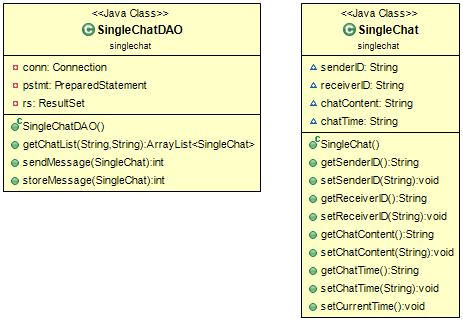 <<Java Class>>
SingleChatDAO
singlechat
conn: Connection
pstmt: PreparedStatement
rs: ResultSet
SingleChatDAO()
getChatList(String,String):ArrayList<SingleChat>
sendMessage(SingleChat):int
storeMessage(SingleChat):int
<<Java Class>>
SingleChat
singlechat
senderID: String
receiverID: String
chatContent: String
chatTime: String
SingleChat()
getSenderID():String
setSenderID(String):void
getReceiverID():String
setReceiverID(String):void
getChatContent():String
setChatContent(String):void
getChatTime():String
setChatTime(String):void
setCurrentTime():void